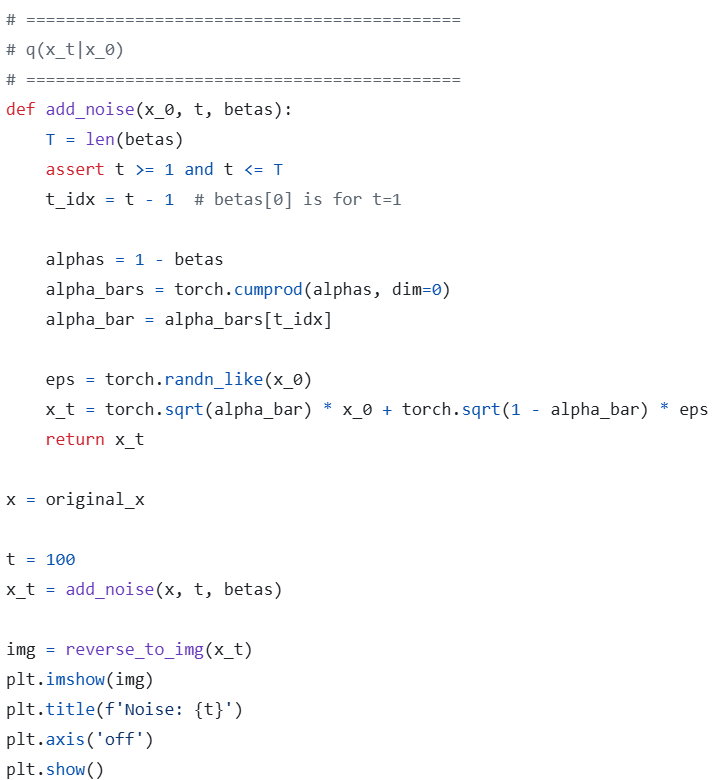 # ============================================
# q(x_t|x_0)
# ============================================
def add_noise(x_0, t, betas):
    T = len(betas)
    assert t >= 1 and t <= T
    t_idx = t - 1  # betas[0] is for t=1

    alphas = 1 - betas
    alpha_bars = torch.cumprod(alphas, dim=0)
    alpha_bar = alpha_bars[t_idx]

    eps = torch.randn_like(x_0)
    x_t = torch.sqrt(alpha_bar) * x_0 + torch.sqrt(1 - alpha_bar) * eps
    return x_t

x = original_x

t = 100
x_t = add_noise(x, t, betas)

img = reverse_to_img(x_t)
plt.imshow(img)
plt.title(f'Noise: {t}')
plt.axis('off')
plt.show()